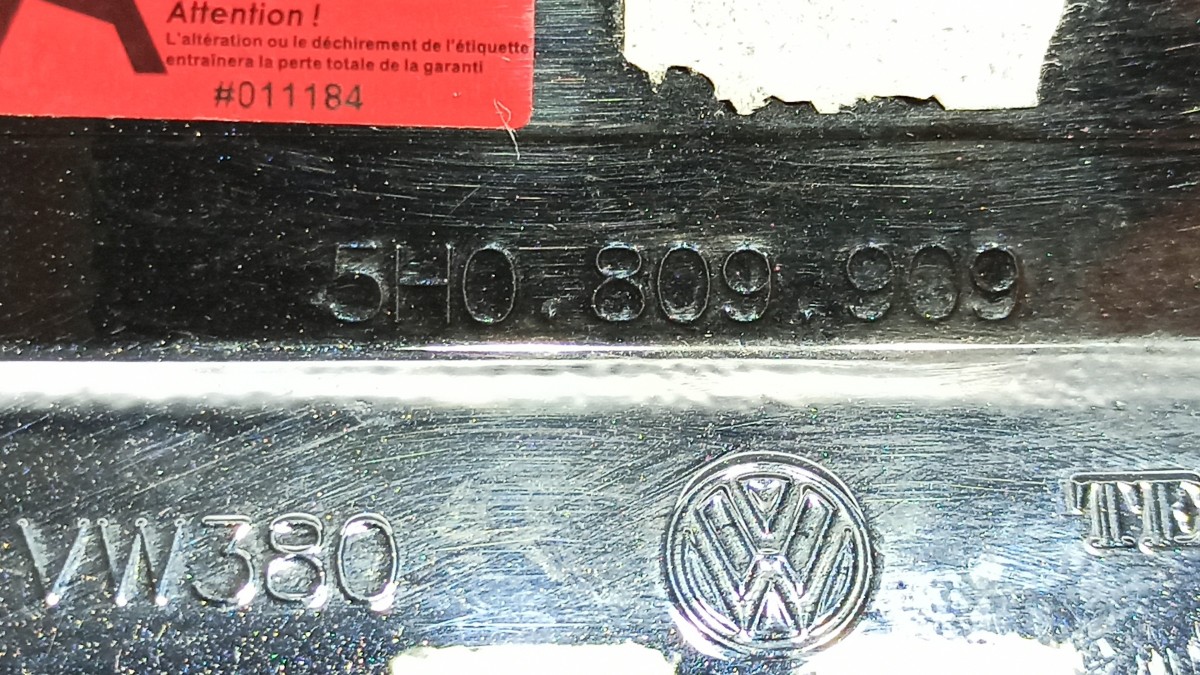 Attention !
L'altération ou le déchirement de l'étiquette
entraînera la perte totale de la garanti
#011184
5H0.809.909
VW380